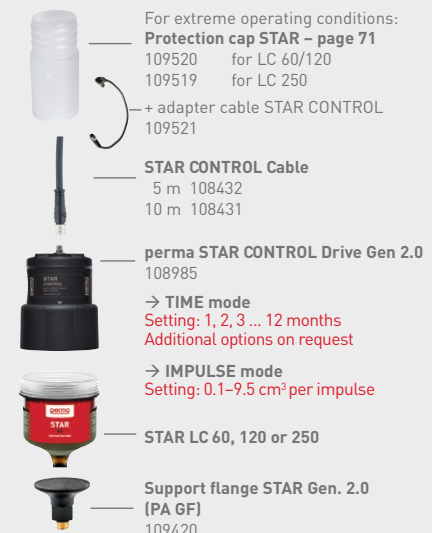 For extreme operating conditions:
Protection cap STAR – page 71
109520 for LC 60/120
109519 for LC 250
+ adapter cable STAR CONTROL
109521
STAR CONTROL Cable
5 m 108432
10 m 108431
perma STAR CONTROL Drive Gen 2.0
108985
STAR
CONTROL
→ TIME mode
Setting: 1, 2, 3 ... 12 months
Additional options on request
→ IMPULSE mode
Setting: 0.1–9.5 cm³ per impulse
perma
STAR
STAR LC 60, 120 or 250
Support flange STAR Gen. 2.0
(PA GF)
109420